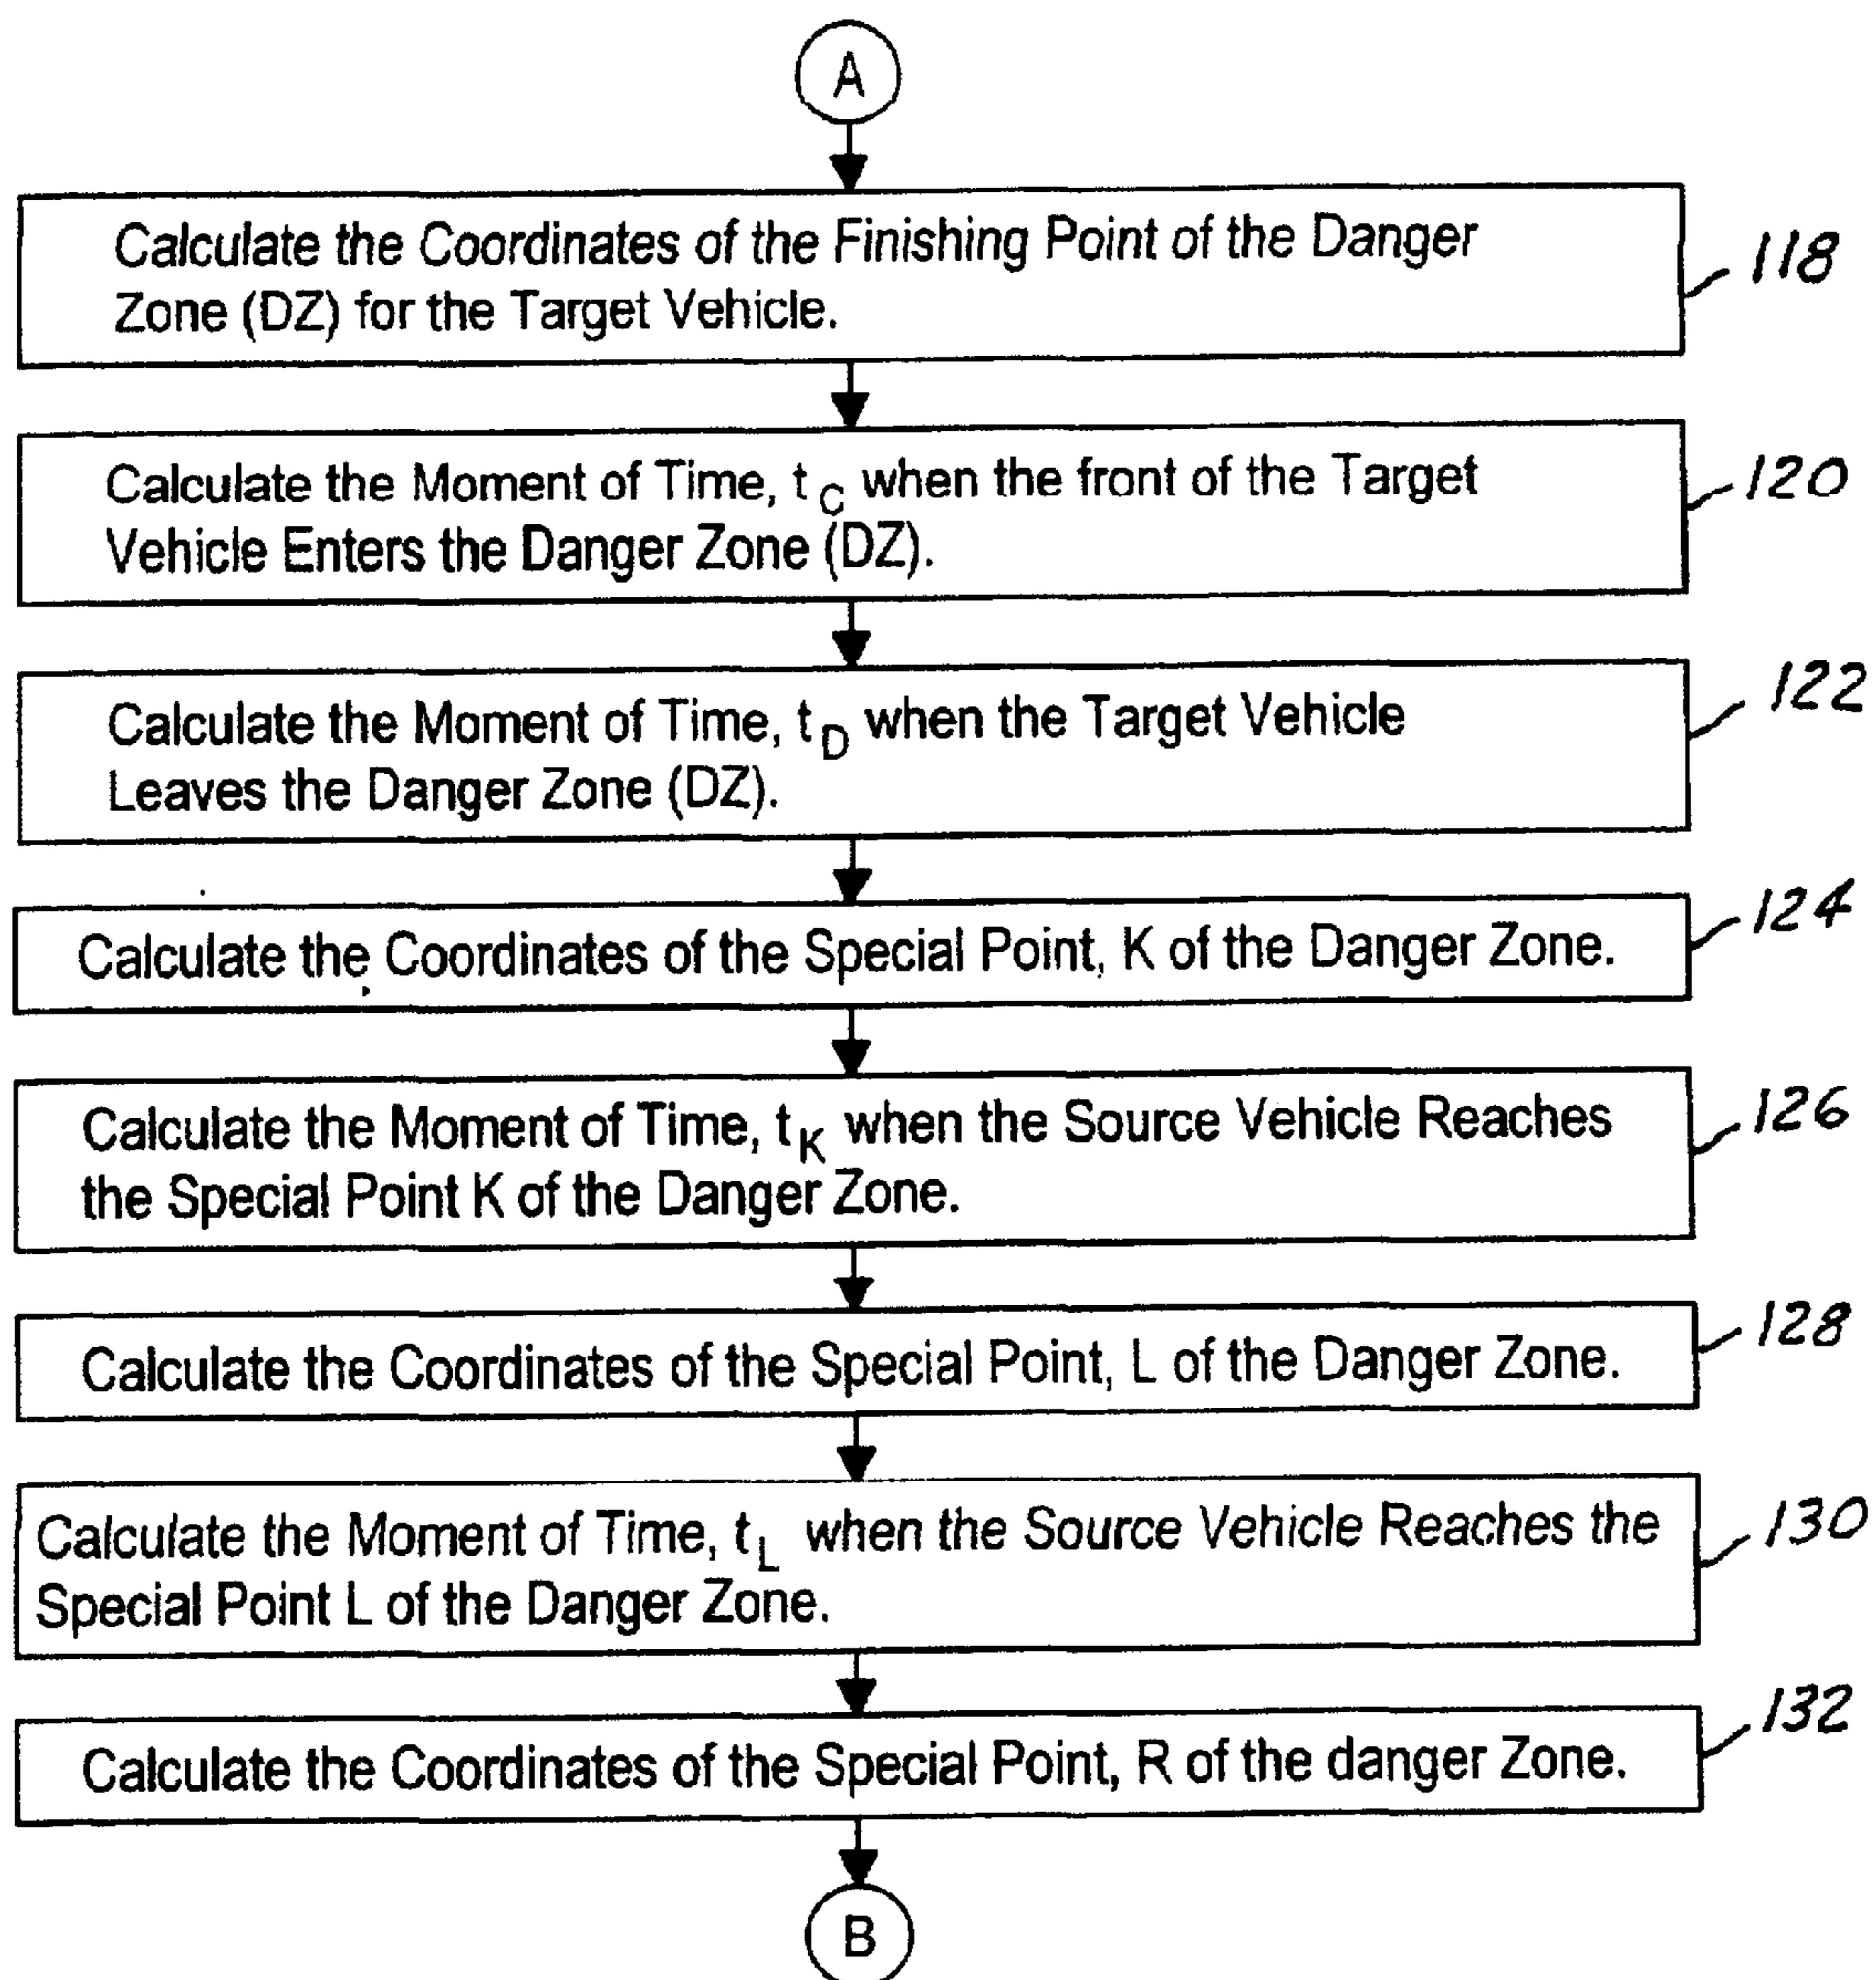 A
Calculate the Coordinates of the Finishing Point of the Danger
Zone (DZ) for the Target Vehicle.
118
Calculate the Moment of Time, t C when the front of the Target
Vehicle Enters the Danger Zone (DZ).
120
Calculate the Moment of Time, t D when the Target Vehicle
Leaves the Danger Zone (DZ).
122
Calculate the Coordinates of the Special Point, K of the Danger Zone.
124
Calculate the Moment of Time, t K when the Source Vehicle Reaches
the Special Point K of the Danger Zone.
126
Calculate the Coordinates of the Special Point, L of the Danger Zone.
128
Calculate the Moment of Time, t L when the Source Vehicle Reaches the
Special Point L of the Danger Zone.
130
Calculate the Coordinates of the Special Point, R of the danger Zone.
132
B